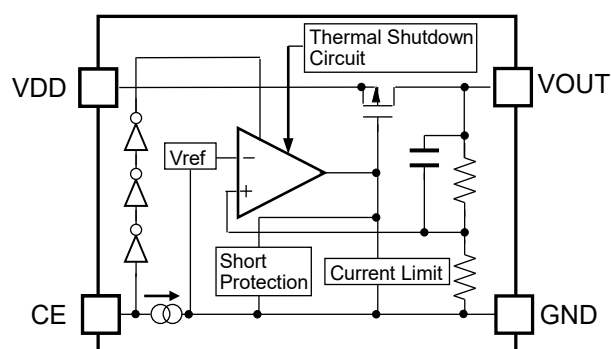 Thermal Shutdown
Circuit
VDD
VOUT
Vref
−
+
Short
Protection
Current Limit
CE
GND